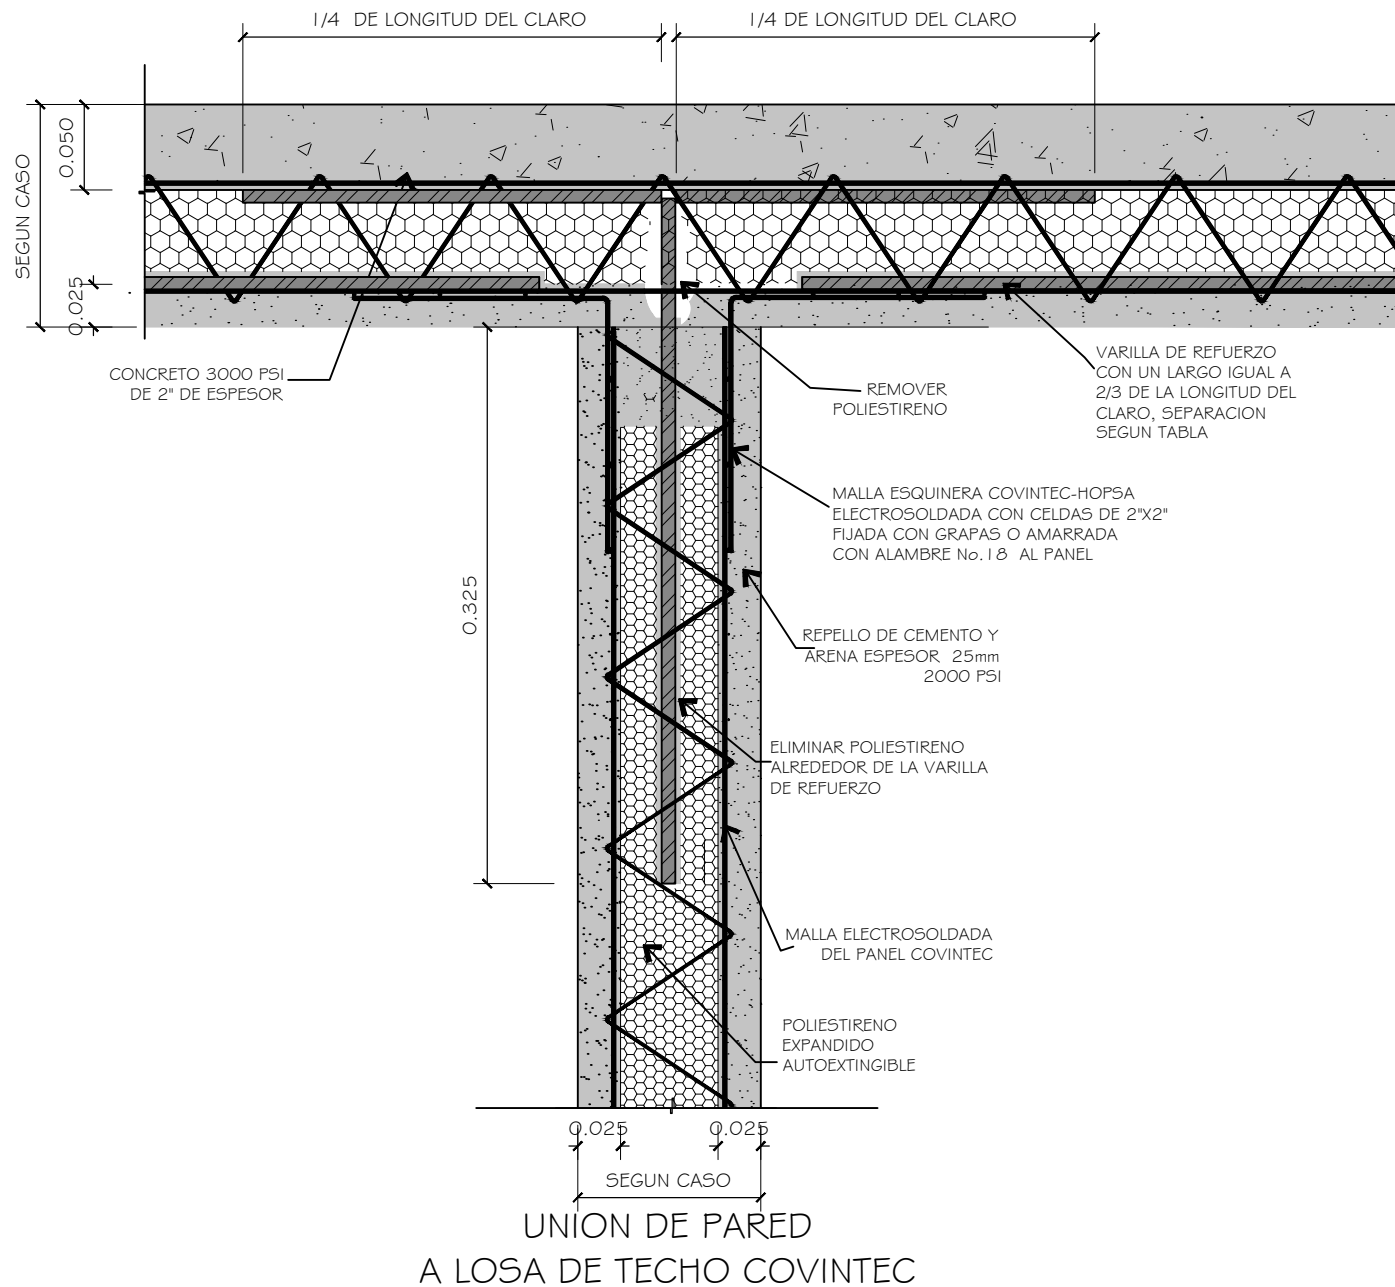 1/4 DE LONGITUD DEL CLARO
1/4 DE LONGITUD DEL CLARO
SEGUN CASO
0.050
0.025
CONCRETO 3000 PSI
DE 2" DE ESPESOR
REMOVER
POLIESTIRENO
VARILLA DE REFUERZO
CON UN LARGO IGUAL A
2/3 DE LA LONGITUD DEL
CLARO, SEPARACION
SEGUN TABLA
MALLA ESQUINERA COVINTEC-HOPSA
ELECTROSOLDADA CON CELDAS DE 2"X2"
FIJADA CON GRAPAS O AMARRADA
CON ALAMBRE No.18 AL PANEL
0.325
REPELLO DE CEMENTO Y
ARENA ESPESOR 25mm
2000 PSI
ELIMINAR POLIESTIRENO
ALREDEDOR DE LA VARILLA
DE REFUERZO
MALLA ELECTROSOLDADA
DEL PANEL COVINTEC
POLIESTIRENO
EXPANDIDO
AUTOEXTINGIBLE
0.025
0.025
SEGUN CASO
UNION DE PARED
A LOSA DE TECHO COVINTEC